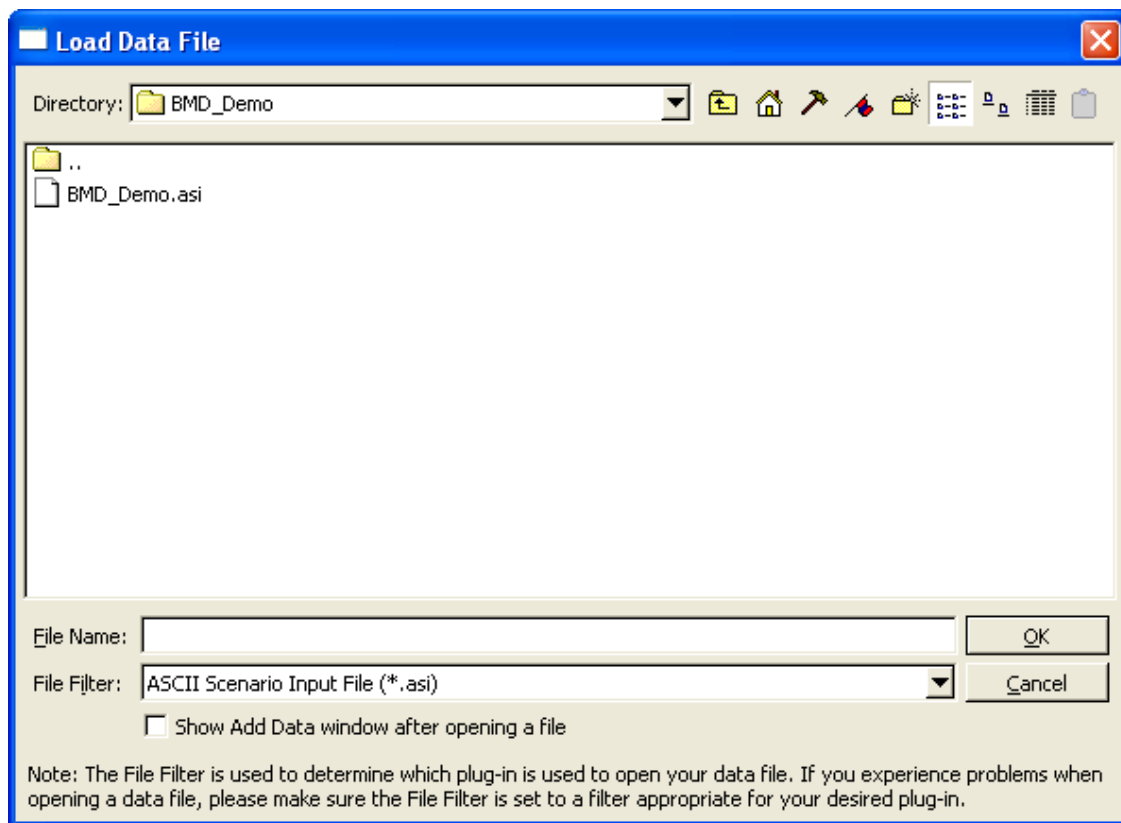 Load Data File
Directory: BMD_Demo
..
BMD_Demo.asi
File Name: OK
File Filter: ASCII Scenario Input File (*.asi) Cancel
Show Add Data window after opening a file
Note: The File Filter is used to determine which plug-in is used to open your data file. If you experience problems when
opening a data file, please make sure the File Filter is set to a filter appropriate for your desired plug-in.